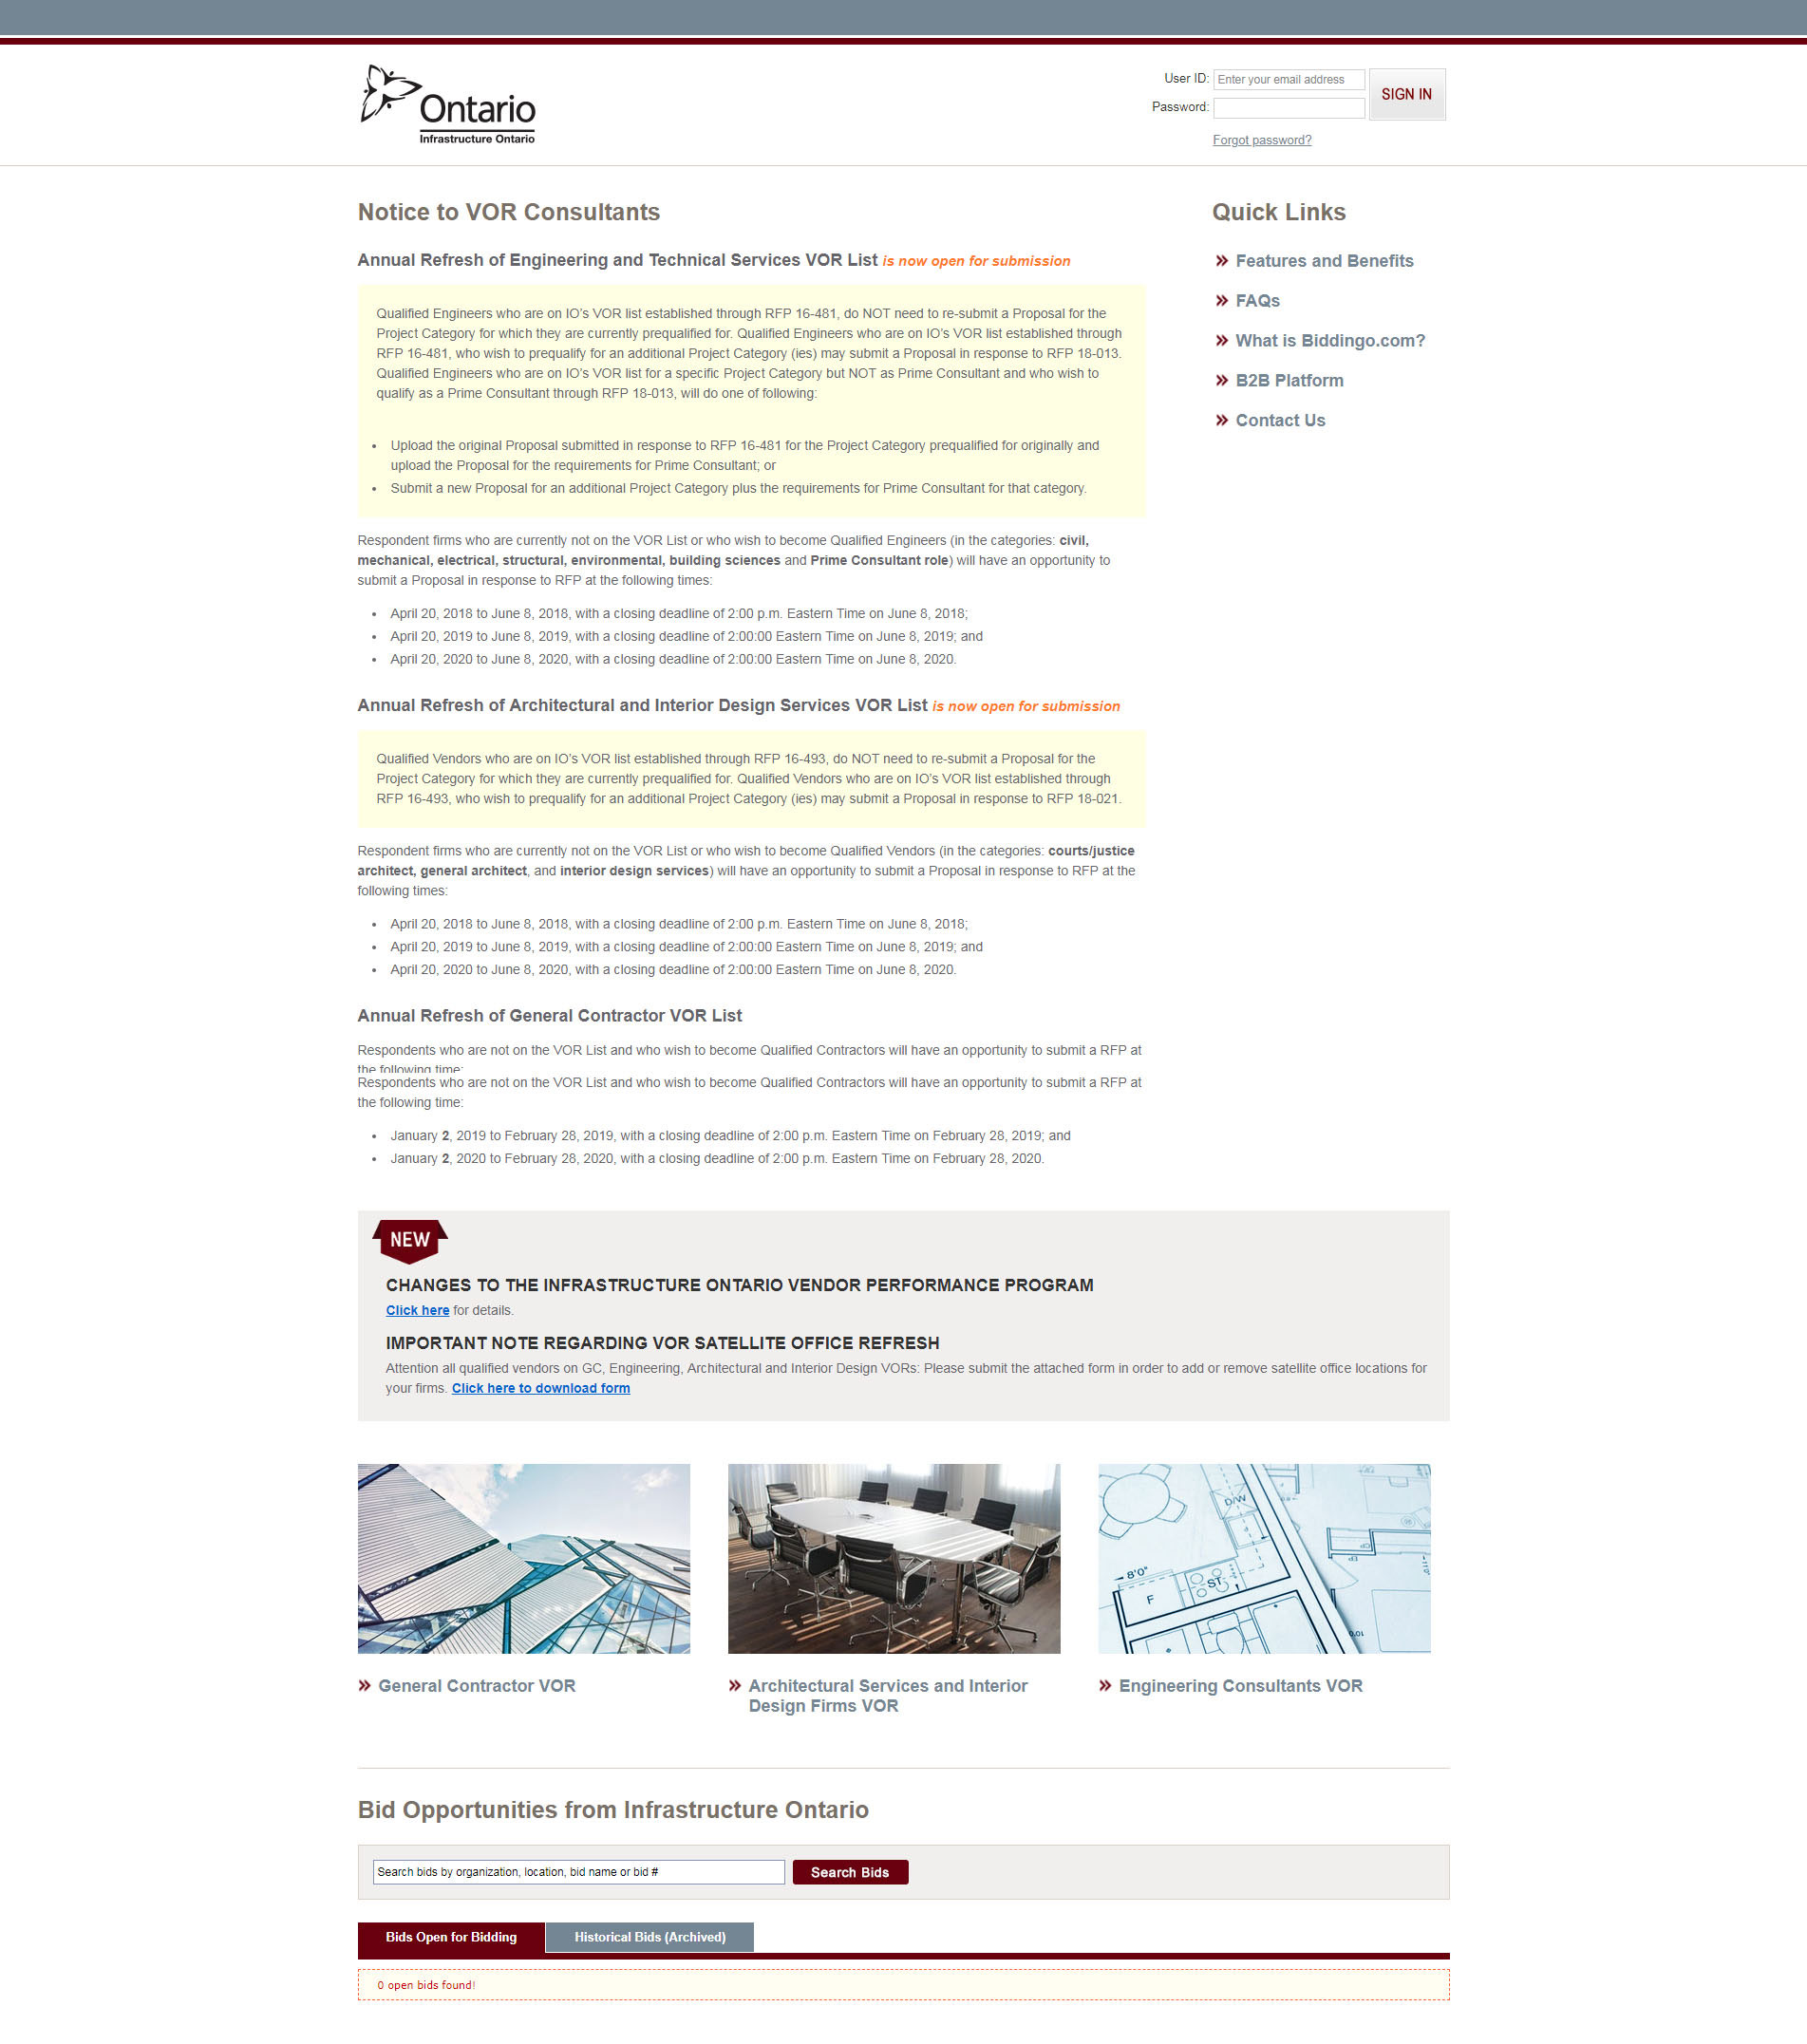 Ontario
Infrastructure Ontario
User ID: Enter your email address
Password:
SIGN IN
Forgot password?
Notice to VOR Consultants
Annual Refresh of Engineering and Technical Services VOR List is now open for submission
Qualified Engineers who are on IO's VOR list established through RFP 16-481, do NOT need to re-submit a Proposal for the
Project Category for which they are currently prequalified for. Qualified Engineers who are on IO's VOR list established through
RFP 16-481, who wish to prequalify for an additional Project Category (ies) may submit a Proposal in response to RFP 18-013.
Qualified Engineers who are on IO's VOR list for a specific Project Category but NOT as Prime Consultant and who wish to
qualify as a Prime Consultant through RFP 18-013, will do one of following:
• Upload the original Proposal submitted in response to RFP 16-481 for the Project Category prequalified for originally and
upload the Proposal for the requirements for Prime Consultant; or
• Submit a new Proposal for an additional Project Category plus the requirements for Prime Consultant for that category.
Respondent firms who are currently not on the VOR List or who wish to become Qualified Engineers (in the categories: civil,
mechanical, electrical, structural, environmental, building sciences and Prime Consultant role) will have an opportunity to
submit a Proposal in response to RFP at the following times:
• April 20, 2018 to June 8, 2018, with a closing deadline of 2:00 p.m. Eastern Time on June 8, 2018;
• April 20, 2019 to June 8, 2019, with a closing deadline of 2:00:00 Eastern Time on June 8, 2019; and
• April 20, 2020 to June 8, 2020, with a closing deadline of 2:00:00 Eastern Time on June 8, 2020.
Annual Refresh of Architectural and Interior Design Services VOR List is now open for submission
Qualified Vendors who are on IO's VOR list established through RFP 16-493, do NOT need to re-submit a Proposal for the
Project Category for which they are currently prequalified for. Qualified Vendors who are on IO's VOR list established through
RFP 16-493, who wish to prequalify for an additional Project Category (ies) may submit a Proposal in response to RFP 18-021.
Respondent firms who are currently not on the VOR List or who wish to become Qualified Vendors (in the categories: courts/justice
architect, general architect, and interior design services) will have an opportunity to submit a Proposal in response to RFP at the
following times:
• April 20, 2018 to June 8, 2018, with a closing deadline of 2:00 p.m. Eastern Time on June 8, 2018;
• April 20, 2019 to June 8, 2019, with a closing deadline of 2:00:00 Eastern Time on June 8, 2019; and
• April 20, 2020 to June 8, 2020, with a closing deadline of 2:00:00 Eastern Time on June 8, 2020.
Annual Refresh of General Contractor VOR List
Respondents who are not on the VOR List and who wish to become Qualified Contractors will have an opportunity to submit a RFP at
the following time:
Respondents who are not on the VOR List and who wish to become Qualified Contractors will have an opportunity to submit a RFP at
the following time:
• January 2, 2019 to February 28, 2019, with a closing deadline of 2:00 p.m. Eastern Time on February 28, 2019; and
• January 2, 2020 to February 28, 2020, with a closing deadline of 2:00 p.m. Eastern Time on February 28, 2020.
Quick Links
Features and Benefits
FAQs
What is Biddingo.com?
B2B Platform
Contact Us
NEW
CHANGES TO THE INFRASTRUCTURE ONTARIO VENDOR PERFORMANCE PROGRAM
Click here for details.
IMPORTANT NOTE REGARDING VOR SATELLITE OFFICE REFRESH
Attention all qualified vendors on GC, Engineering, Architectural and Interior Design VORs: Please submit the attached form in order to add or remove satellite office locations for
your firms. Click here to download form
D/W
8'0"
F
ST
General Contractor VOR
Architectural Services and Interior
Design Firms VOR
Engineering Consultants VOR
Bid Opportunities from Infrastructure Ontario
Search bids by organization, location, bid name or bid #
Search Bids
Bids Open for Bidding
Historical Bids (Archived)
0 open bids found!